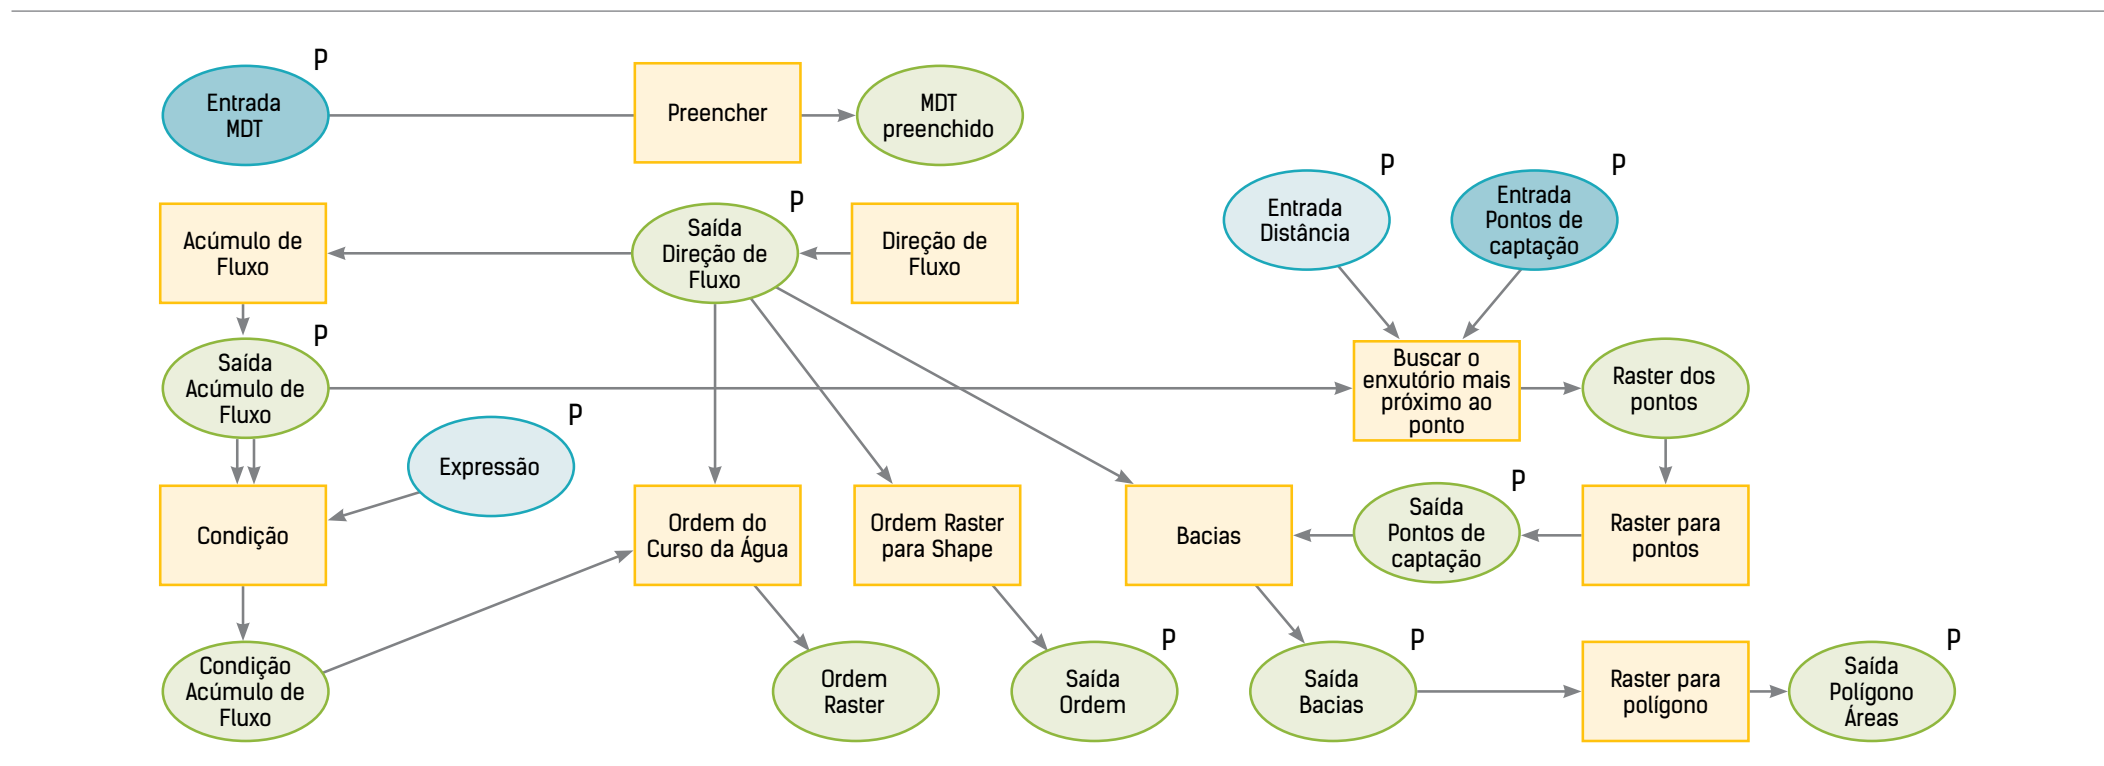 P
Entrada
MDT
Preencher
MDT
preenchido
P
Entrada
Distância
P
Entrada
Pontos de
captação
Acúmulo de
Fluxo
P
Saída
Direção de
Fluxo
Direção de
Fluxo
P
Saída
Acúmulo de
Fluxo
Buscar o
enxutório mais
próximo ao
ponto
Raster dos
pontos
P
Expressão
Condição
Ordem do
Curso da Água
Ordem Raster
para Shape
Bacias
P
Saída
Pontos de
captação
Raster para
pontos
Condição
Acúmulo de
Fluxo
Ordem
Raster
P
Saída
Ordem
P
Saída
Bacias
Raster para
polígono
P
Saída
Polígono
Áreas